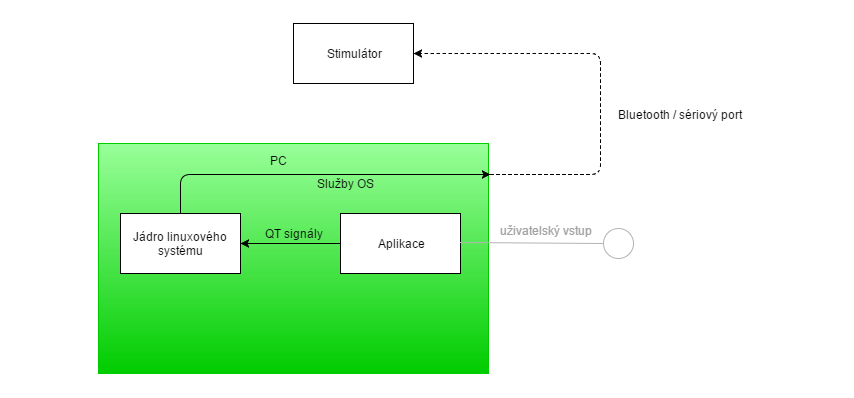 Stimulátor
Bluetooth / sériový port
PC
Služby OS
Jádro linuxového
systému
QT signály
Aplikace
uživatelský vstup